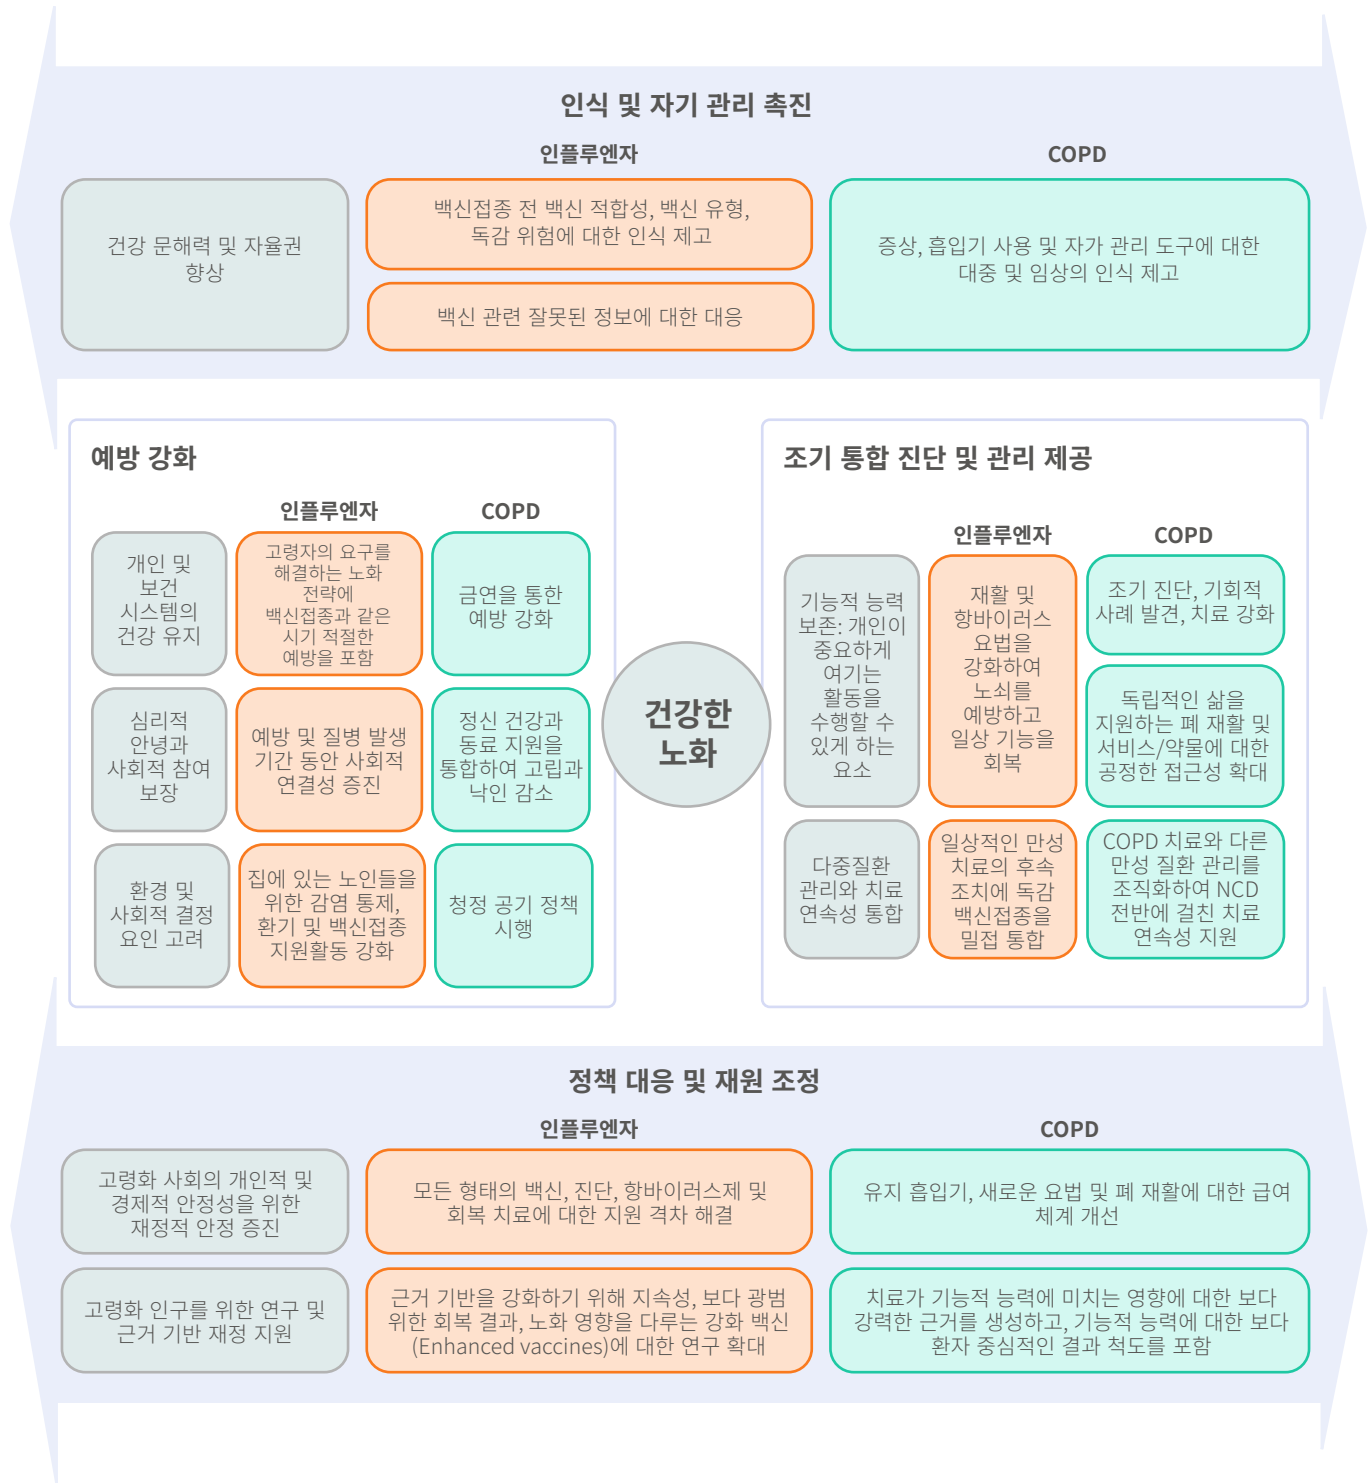 인식 및 자기 관리 촉진
인플루엔자
COPD
건강 문해력 및 자율권
향상
백신접종 전 백신 적합성, 백신 유형,
독감 위험에 대한 인식 제고
백신 관련 잘못된 정보에 대한 대응
증상, 흡입기 사용 및 자가 관리 도구에 대한
대중 및 임상의 인식 제고
예방 강화
인플루엔자
COPD
개인 및
보건
시스템의
건강 유지
고령자의 요구를
해결하는 노화
전략에
백신접종과 같은
시기 적절한
예방을 포함
금연을 통한
예방 강화
심리적
안녕과
사회적 참여
보장
예방 및 질병 발생
기간 동안 사회적
연결성 증진
정신 건강과
동료 지원을
통합하여 고립과
낙인 감소
환경 및
사회적 결정
요인 고려
집에 있는 노인들을
위한 감염 통제,
환기 및 백신접종
지원활동 강화
청정 공기 정책
시행
건강한
노화
조기 통합 진단 및 관리 제공
인플루엔자
COPD
기능적 능력
보존: 개인이
중요하게
여기는
활동을
수행할 수
있게 하는
요소
재활 및
항바이러스
요법을
강화하여
노쇠를
예방하고
일상 기능을
회복
조기 진단, 기회적
사례 발견, 치료 강화
독립적인 삶을
지원하는 폐 재활 및
서비스/약물에 대한
공정한 접근성 확대
다중질환
관리와 치료
연속성 통합
일상적인 만성
치료의 후속
조치에 독감
백신접종을
밀접 통합
COPD 치료와 다른
만성 질환 관리를
조직화하여 NCD
전반에 걸친 치료
연속성 지원
정책 대응 및 재원 조정
인플루엔자
COPD
고령화 사회의 개인적 및
경제적 안정성을 위한
재정적 안정 증진
모든 형태의 백신, 진단, 항바이러스제 및
회복 치료에 대한 지원 격차 해결
유지 흡입기, 새로운 요법 및 폐 재활에 대한 급여
체계 개선
고령화 인구를 위한 연구 및
근거 기반 재정 지원
근거 기반을 강화하기 위해 지속성, 보다 광범
위한 회복 결과, 노화 영향을 다루는 강화 백신
(Enhanced vaccines)에 대한 연구 확대
치료가 기능적 능력에 미치는 영향에 대한 보다
강력한 근거를 생성하고, 기능적 능력에 대한 보다
환자 중심적인 결과 척도를 포함